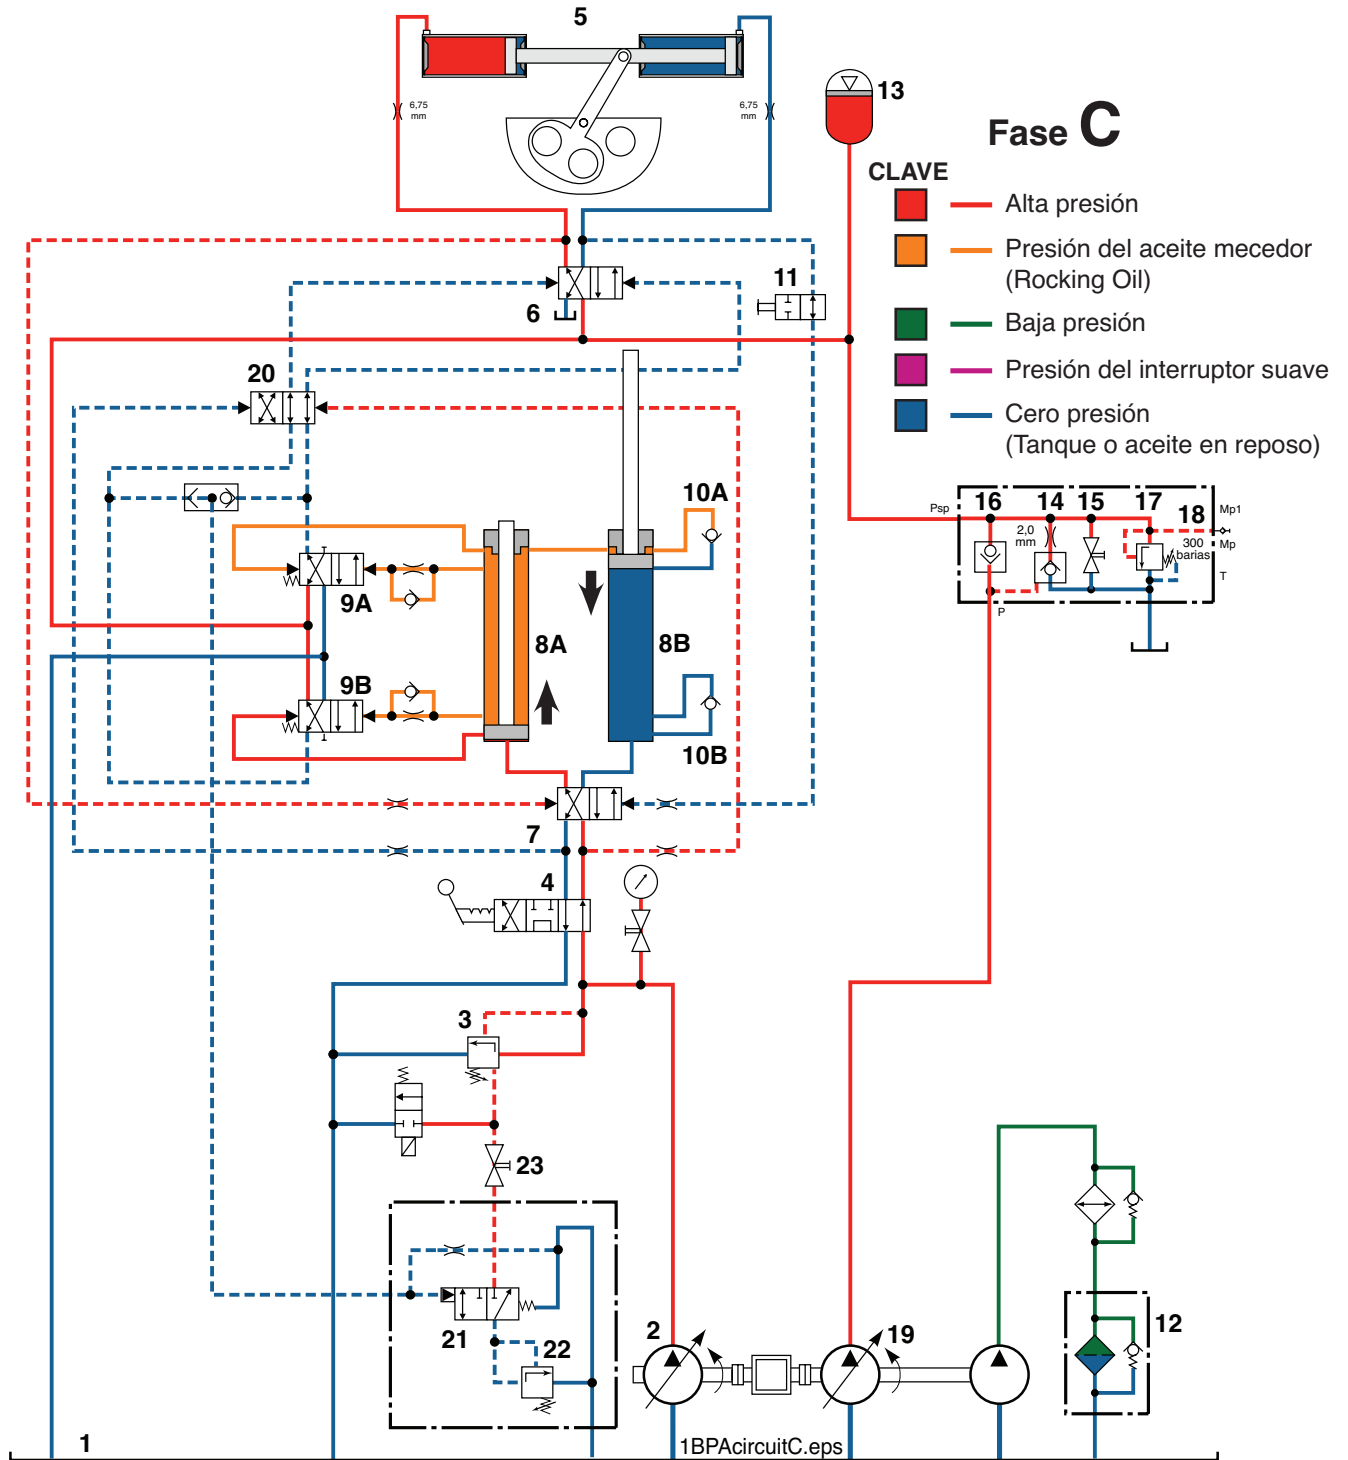 5
6,75
mm
6,75
mm
13
Fase C
CLAVE
Alta presión
Presión del aceite mecedor
(Rocking Oil)
Baja presión
Presión del interruptor suave
Cero presión
(Tanque o aceite en reposo)
11
6
20
10A
9A
8A
8B
9B
10B
Psp
16
14
15
17
18
Mp1
2,0
mm
300
barias
Mp
T
P
7
4
3
23
21
22
2
19
12
1
1BPAcircuitC.eps